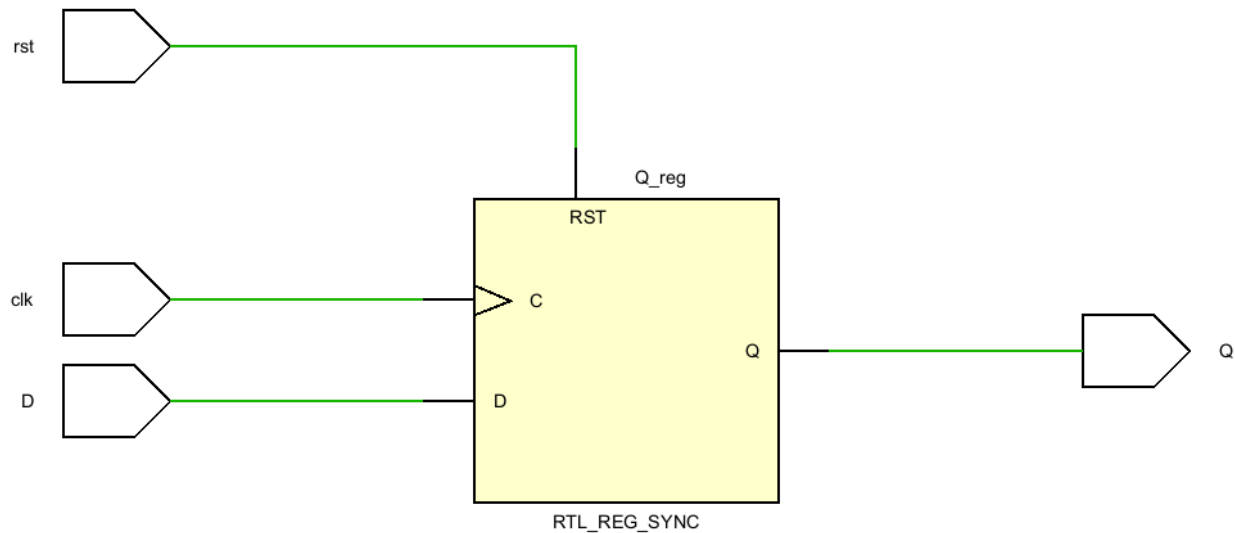 rst
Q_reg
RST
clk
C
Q
Q
D
D
RTL_REG_SYNC